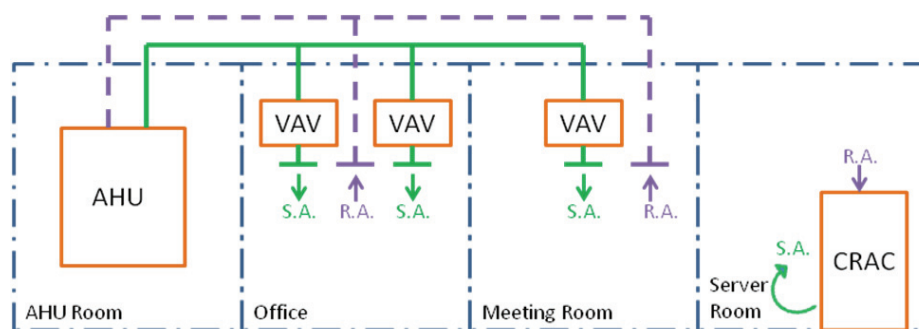 AHU
VAV
VAV
VAV
S.A.
R.A.
S.A.
S.A.
R.A.
R.A.
S.A.
CRAC
AHU Room
Office
Meeting Room
Server
Room